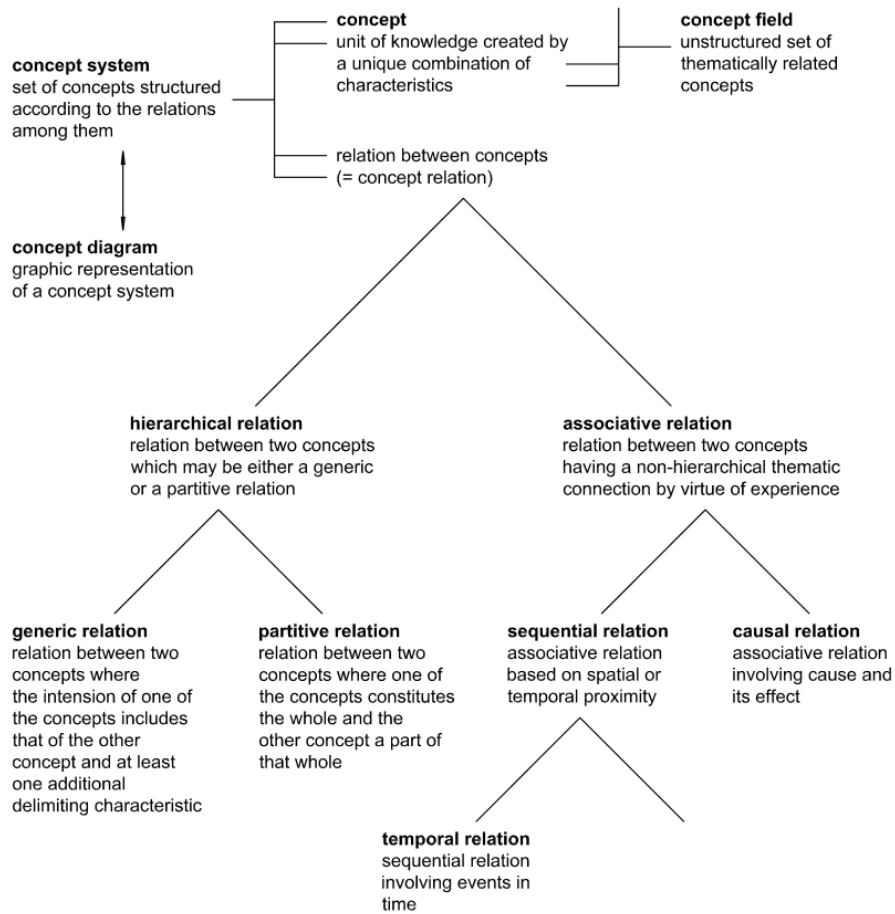 concept system
set of concepts structured
according to the relations
among them
concept
unit of knowledge created by
a unique combination of
characteristics
concept field
unstructured set of
thematically related
concepts
relation between concepts
(= concept relation)
concept diagram
graphic representation
of a concept system
hierarchical relation
relation between two concepts
which may be either a generic
or a partitive relation
associative relation
relation between two concepts
having a non-hierarchical thematic
connection by virtue of experience
generic relation
relation between two
concepts where
the intension of one of
the concepts includes
that of the other
concept and at least
one additional
delimiting characteristic
partitive relation
relation between two
concepts where one of
the concepts constitutes
the whole and the
other concept a part of
that whole
sequential relation
associative relation
based on spatial or
temporal proximity
causal relation
associative relation
involving cause and
its effect
temporal relation
sequential relation
involving events in
time